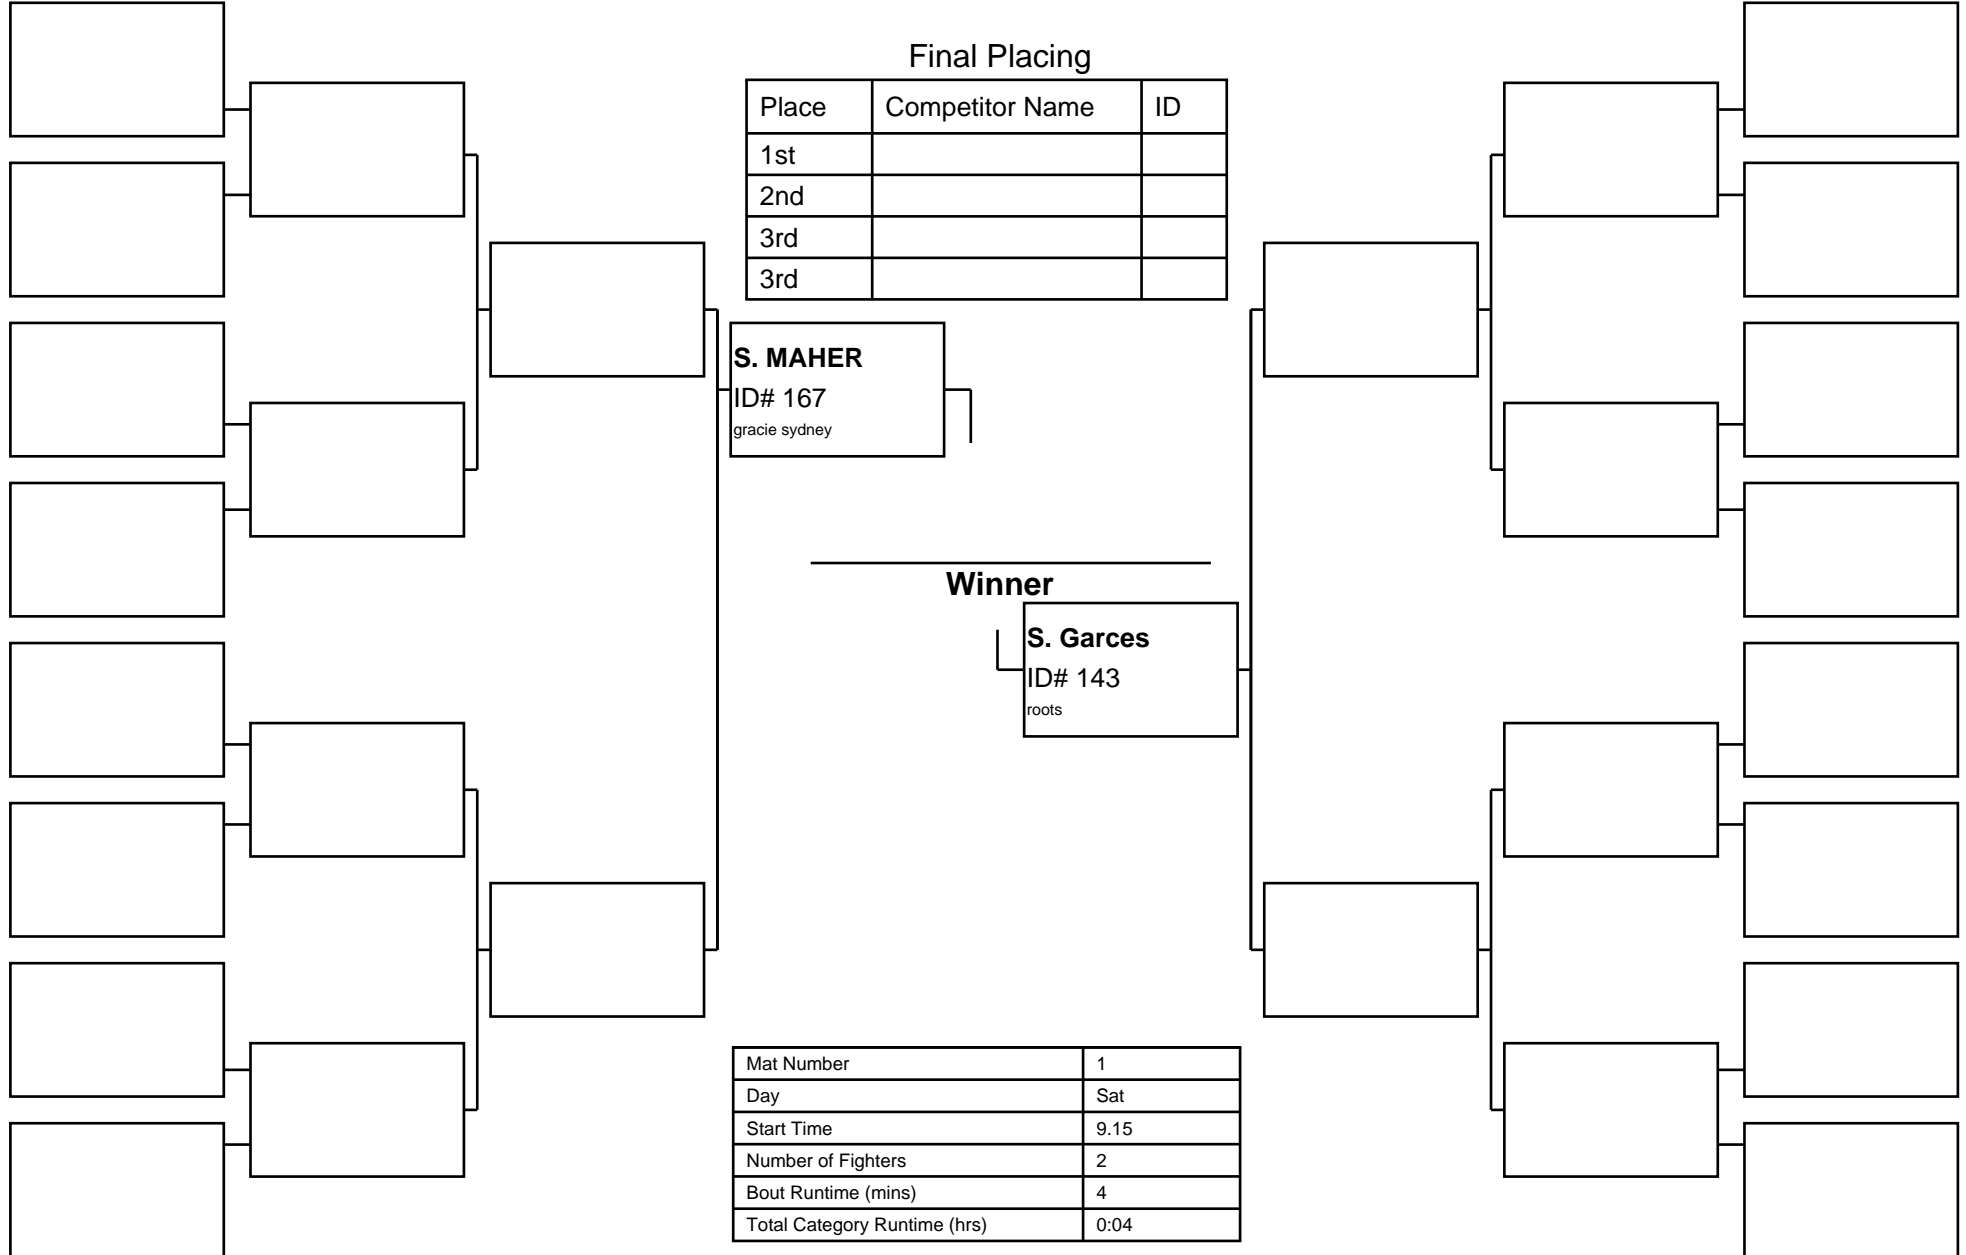 Final Placing
Place Competitor Name ID
1st
2nd
3rd
3rd
S. MAHER
ID# 167
gracie sydney
Winner
S. Garces
ID# 143
roots
Mat Number 1
Day Sat
Start Time 9.15
Number of Fighters 2
Bout Runtime (mins) 4
Total Category Runtime (hrs) 0:04